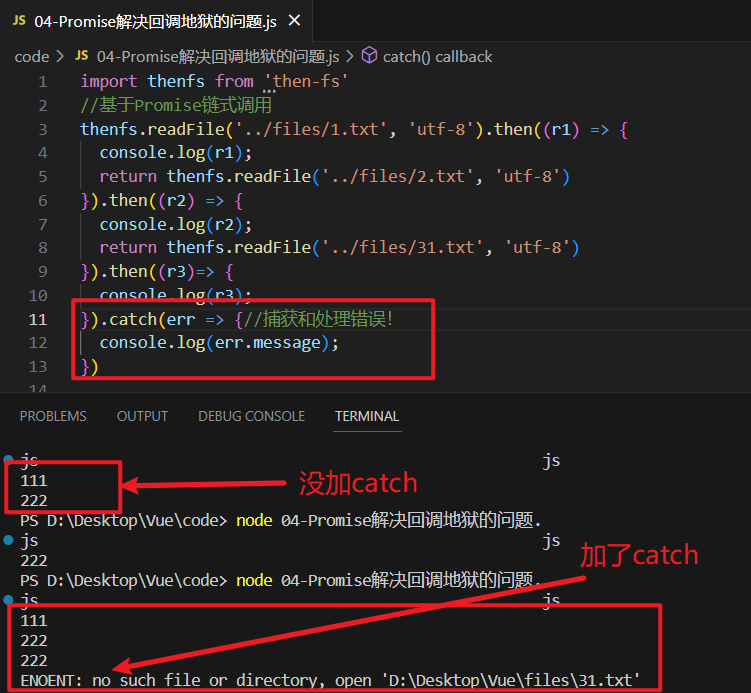 JS 04-Promise解决回调地狱的问题.js ×
code > JS 04-Promise解决回调地狱的问题.js > catch() callback
1 import thenfs from 'then-fs'
2 //基于Promise链式调用
3 thenfs.readFile('../files/1.txt', 'utf-8').then((r1) => {
4 console.log(r1);
5 return thenfs.readFile('../files/2.txt', 'utf-8')
6 }).then((r2) => {
7 console.log(r2);
8 return thenfs.readFile('../files/31.txt', 'utf-8')
9 }).then((r3)=> {
10 console.log(r3);
11 }).catch(err => {//捕获和处理错误!
12 console.log(err.message);
13 })
14
PROBLEMS OUTPUT DEBUG CONSOLE TERMINAL
js js
111
没加catch
222
PS D:\Desktop\Vue\code> node 04-Promise解决回调地狱的问题.
js js
加了catch
222
PS D:\Desktop\Vue\code> node 04-Promise解决回调地狱的问题.
js js
111
222
222
ENOENT: no such file or directory, open 'D:\Desktop\Vue\files\31.txt'